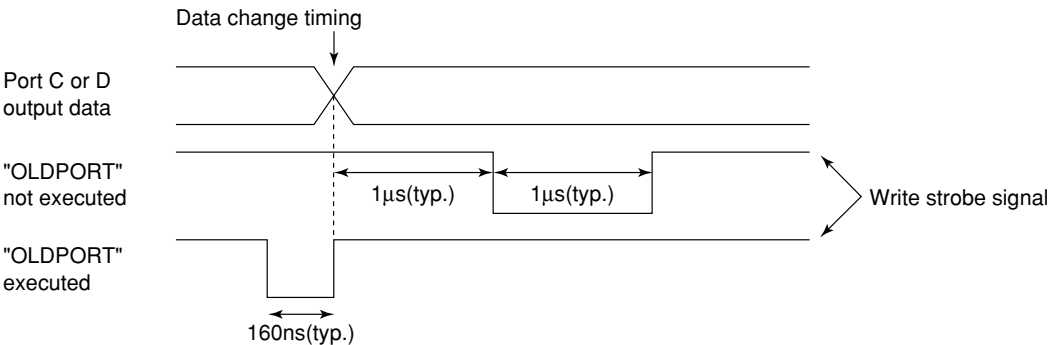 Data change timing
Port C or D
output data
"OLDPORT"
not executed
1μs(typ.)
1μs(typ.)
Write strobe signal
"OLDPORT"
executed
160ns(typ.)